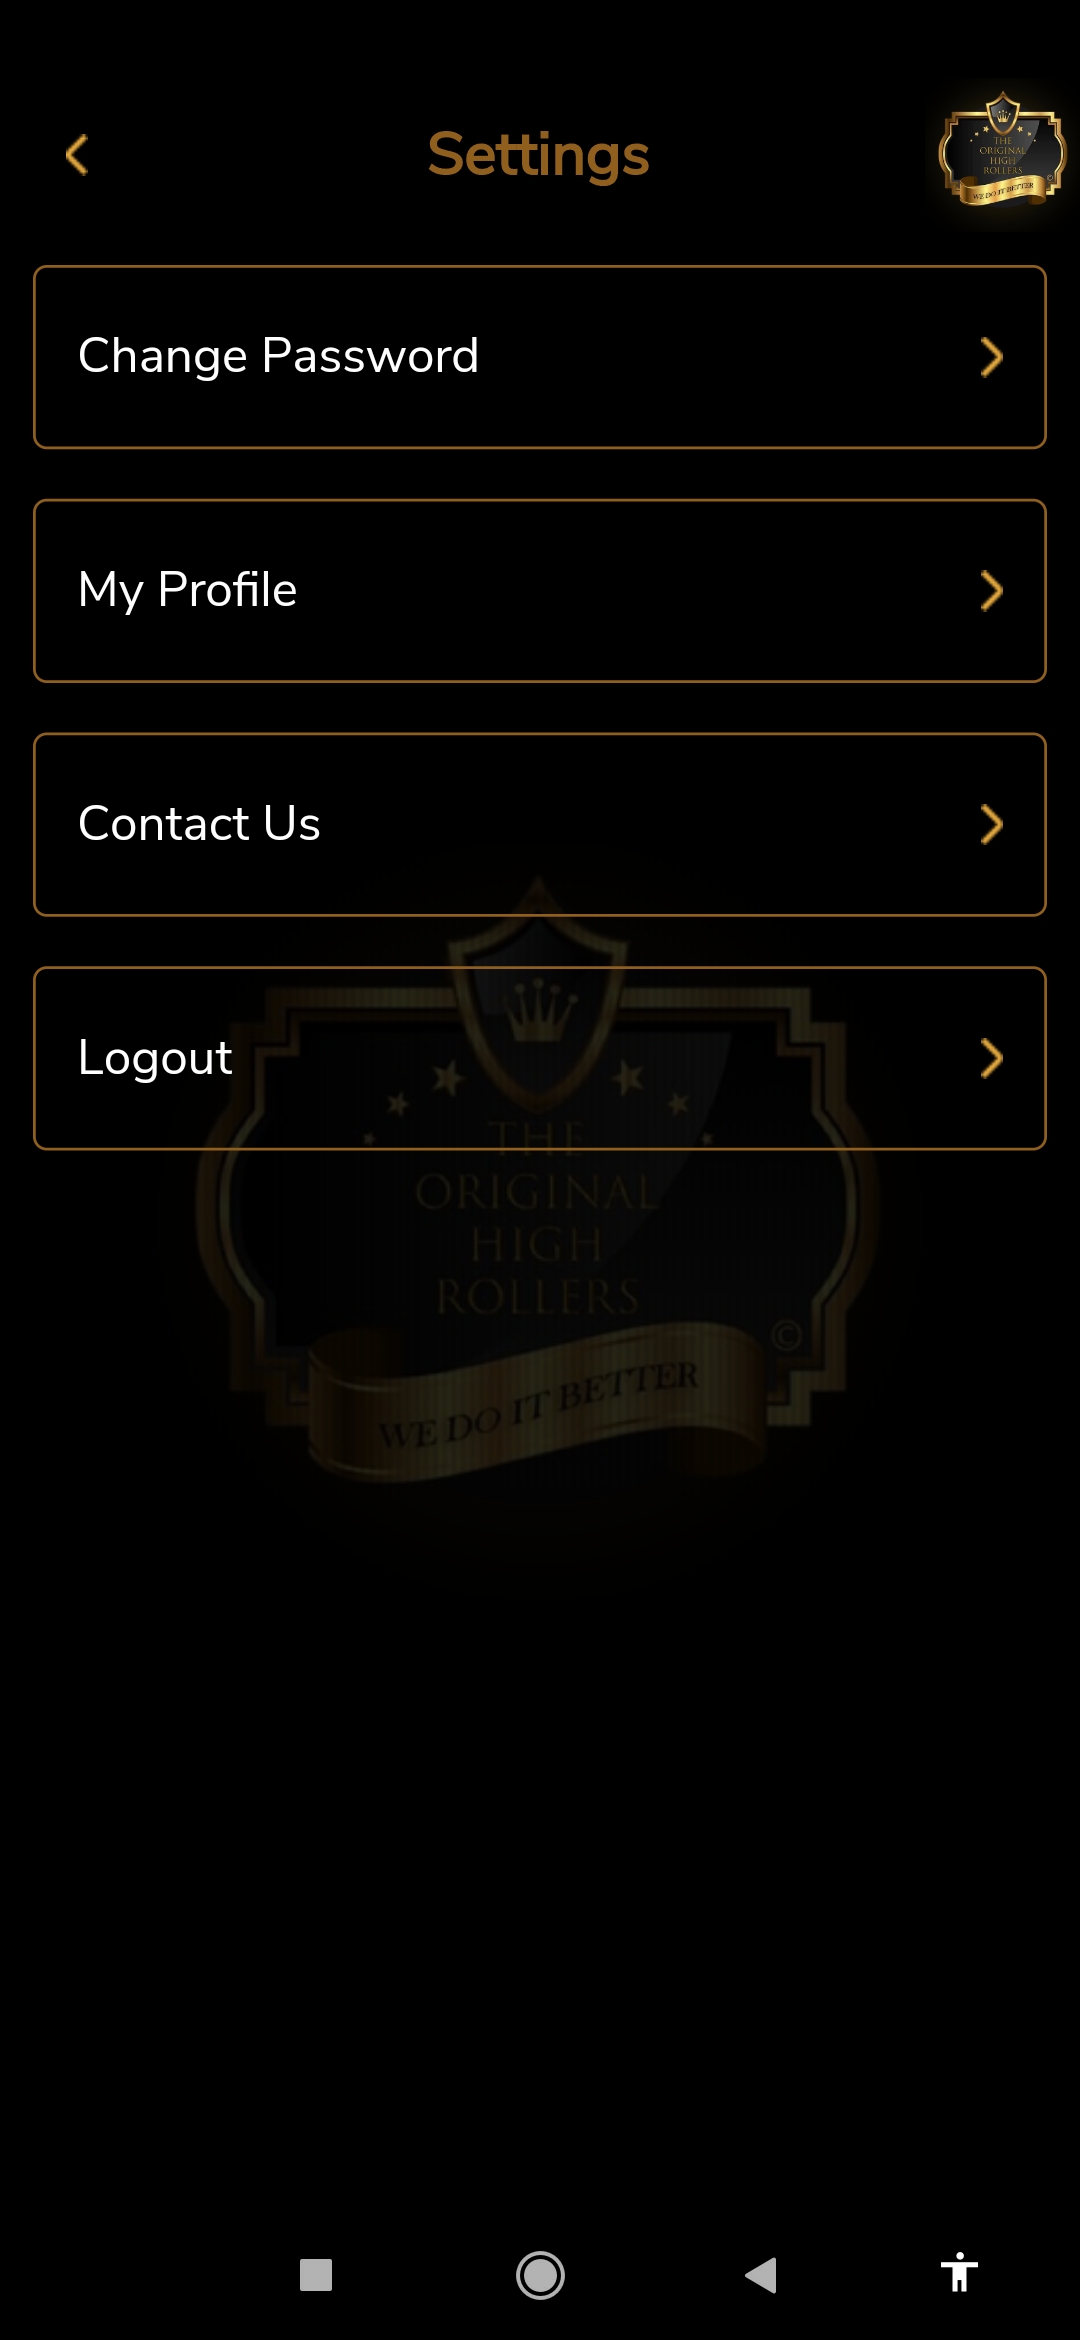 Settings
THE
ORIGINAL
HIGH
ROLLERS
©
WE DO IT BETTER
Change Password
My Profile
Contact Us
Logout
THE
ORIGINAL
HIGH
ROLLERS
©
WE DO IT BETTER